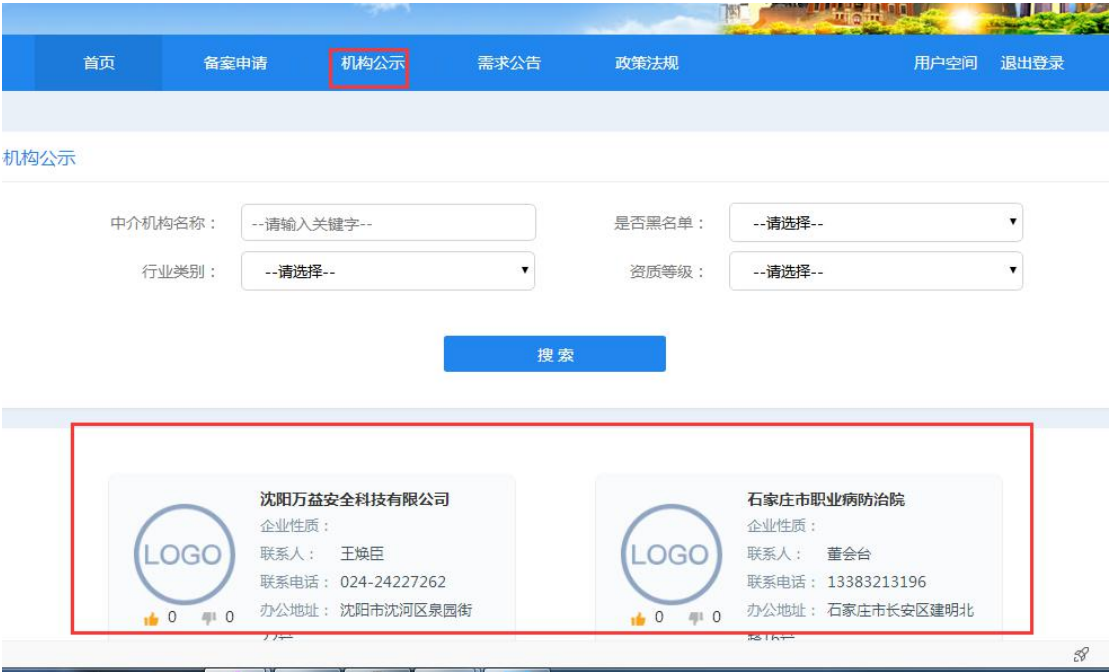 首页 备案申请 机构公示 需求公告 政策法规 用户空间 退出登录
机构公示
中介机构名称： --请输入关键字-- 是否黑名单： --请选择--
行业类别： --请选择-- 资质等级： --请选择--
搜 索
沈阳万益安全科技有限公司
企业性质：
联系人： 王焕臣
联系电话： 024-24227262
办公地址： 沈阳市沈河区泉园街
LOGO
0 0
石家庄市职业病防治院
企业性质：
联系人： 董会台
联系电话： 13383213196
办公地址： 石家庄市长安区建明北
LOGO
0 0